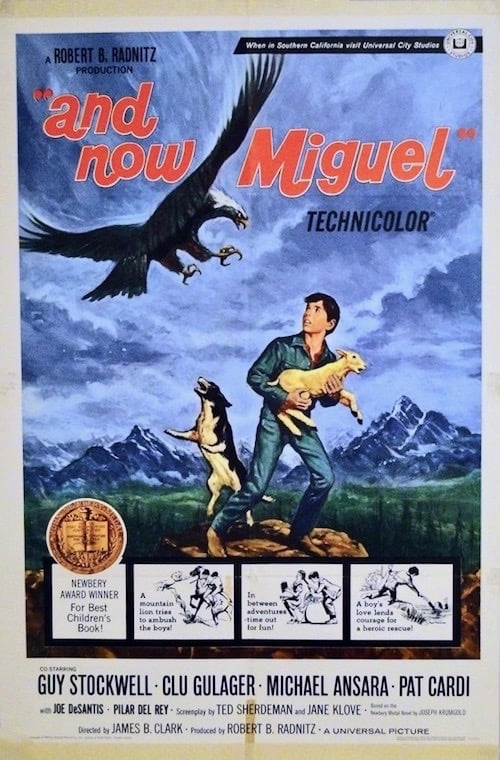 A ROBERT B. RADNITZ
PRODUCTION
When in Southern California visit Universal City Studios
"and
now Miguel"
TECHNICOLOR®
NEWBERY
AWARD WINNER
For Best
Children's
Book!
A
mountain
lion tries
to ambush
the boys!
In
between
adventures
-time out
for fun!
A boy's
love lends
courage for
a heroic rescue!
CO-STARRING
GUY STOCKWELL · CLU GULAGER · MICHAEL ANSARA · PAT CARDI
with JOE DeSANTIS · PILAR DEL REY · Screenplay by TED SHERDEMAN and JANE KLOVE · Based on the Newbery Medal Novel by JOSEPH KRUMGOLD
Directed by JAMES B. CLARK · Produced by ROBERT B. RADNITZ · A UNIVERSAL PICTURE